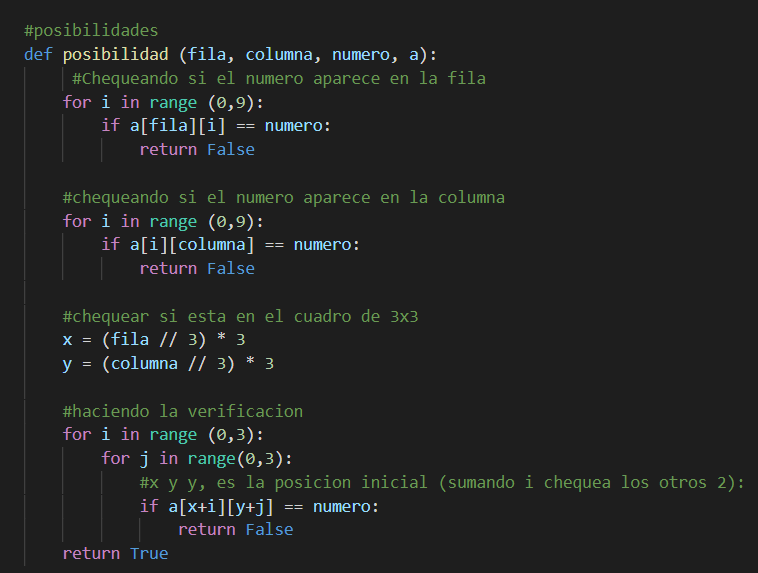 #posibilidades
def posibilidad (fila, columna, numero, a):
#Chequeando si el numero aparece en la fila
for i in range (0,9):
if a[fila][i] == numero:
return False
#chequeando si el numero aparece en la columna
for i in range (0,9):
if a[i][columna] == numero:
return False
#chequear si esta en el cuadro de 3x3
x = (fila // 3) * 3
y = (columna // 3) * 3
#haciendo la verificacion
for i in range (0,3):
for j in range(0,3):
#x y y, es la posicion inicial (sumando i chequea los otros 2):
if a[x+i][y+j] == numero:
return False
return True